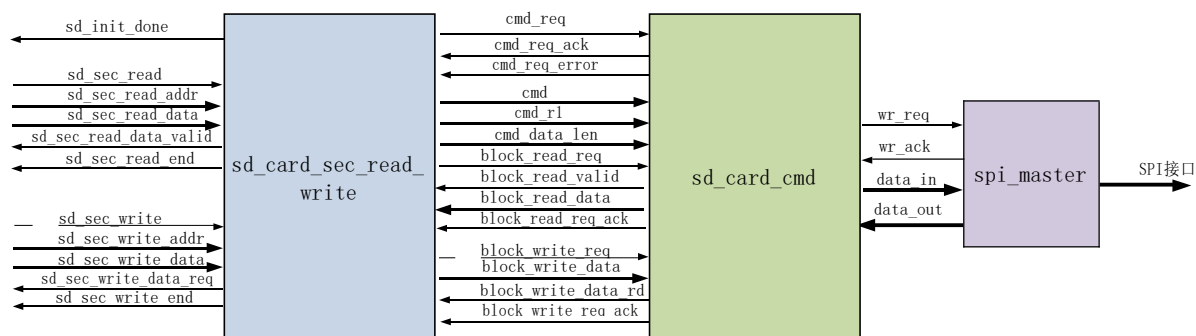 sd_init_done
sd_sec_read
sd_sec_read_addr
sd_sec_read_data
sd_sec_read_data_valid
sd_sec_read_end
sd_sec_write
sd_sec_write_addr
sd_sec_write_data
sd_sec_write_data_req
sd_sec_write_end
sd_card_sec_read_
write
cmd_req
cmd_req_ack
cmd_req_error
cmd
cmd_r1
cmd_data_len
block_read_req
block_read_valid
block_read_data
block_read_req_ack
block_write_req
block_write_data
block_write_data_rd
block_write_req_ack
sd_card_cmd
wr_req
wr_ack
data_in
data_out
spi_master
SPI接口